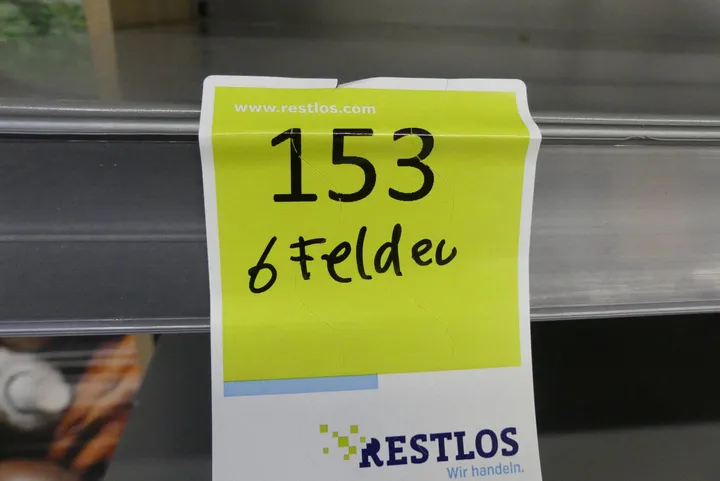 www.restlos.com
153
6 Felder
RESTLOS
Wir handeln.